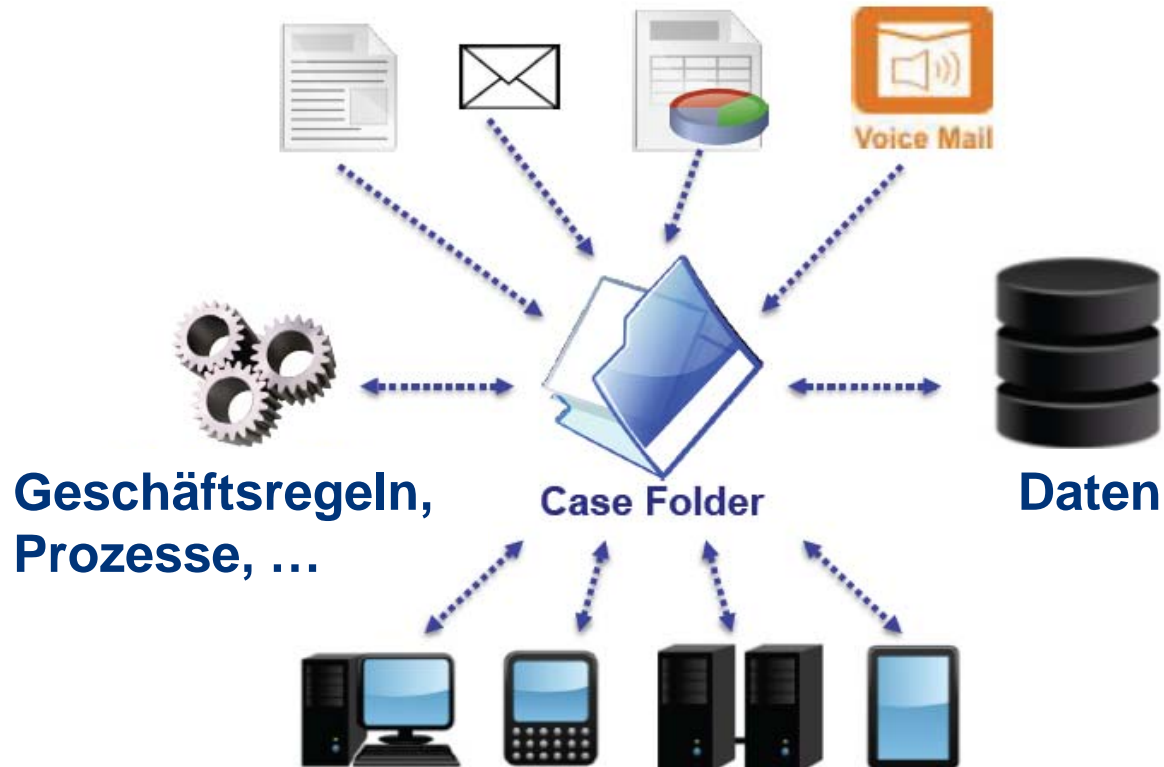 Voice Mail
Geschäftsregeln,
Prozesse, …
Case Folder
Daten